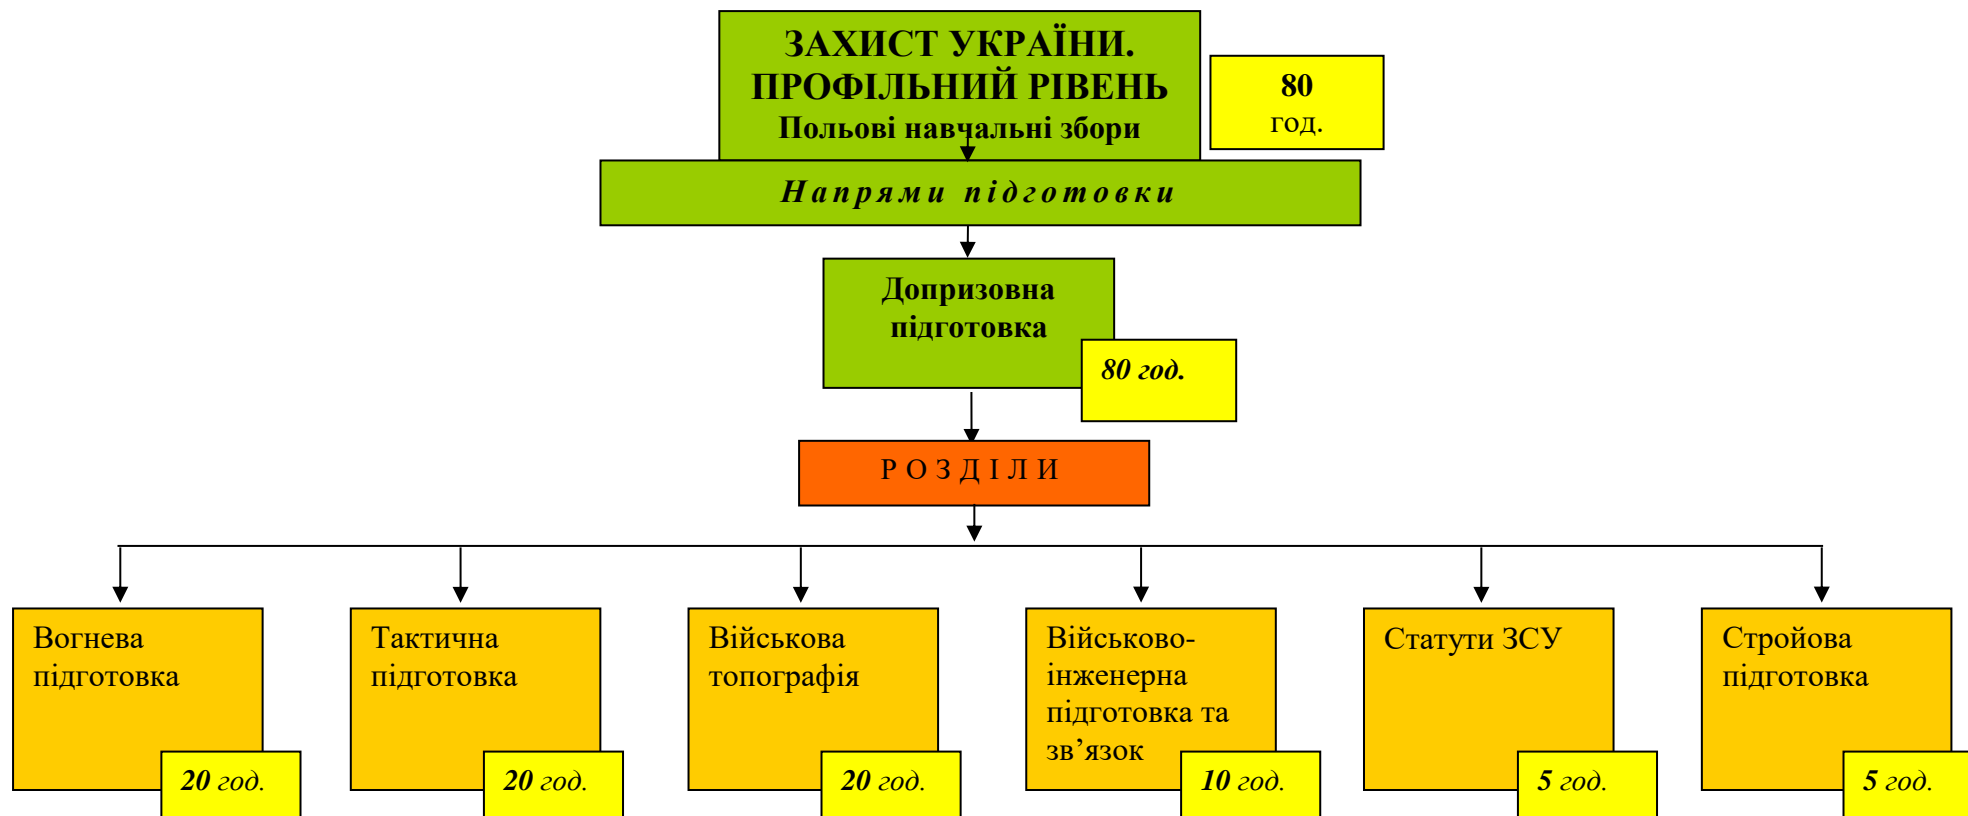 ЗАХИСТ УКРАЇНИ.
ПРОФІЛЬНИЙ РІВЕНЬ
Польові навчальні збори
80
год.
Напрями підготовки
Допризовна
підготовка
80 год.
Р О З Д І Л И
Вогнева
підготовка
20 год.
Тактична
підготовка
20 год.
Військова
топографія
20 год.
Військово-
інженерна
підготовка та
зв’язок
10 год.
Статути ЗСУ
5 год.
Стройова
підготовка
5 год.